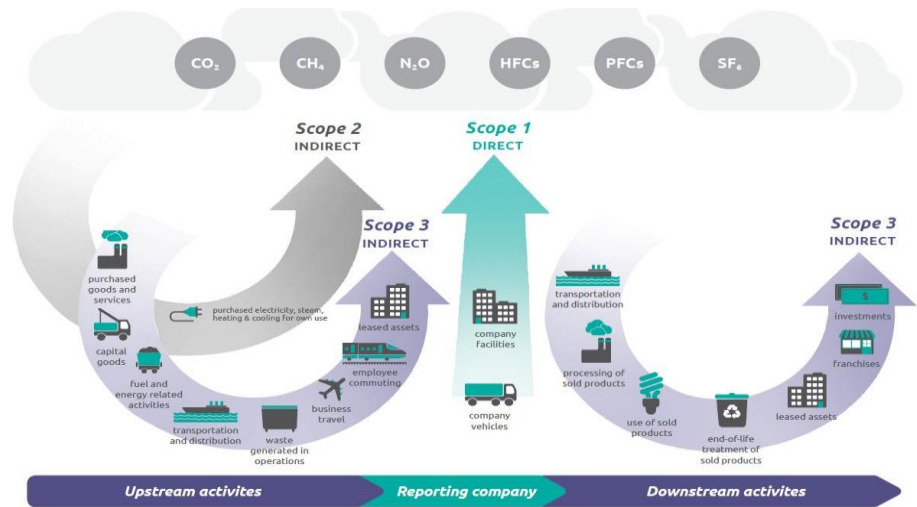 CO₂
CH₄
N₂O
HFCs
PFCs
SF₆
Scope 2
INDIRECT
Scope 1
DIRECT
Scope 3
INDIRECT
Scope 3
INDIRECT
purchased
goods and
services
capital
goods
fuel and
energy related
activities
transportation
and distribution
waste
generated in
operations
business
travel
employee
commuting
leased assets
purchased electricity, steam,
heating & cooling for own use
company
facilities
company
vehicles
transportation
and distribution
processing of
sold products
use of sold
products
end-of-life
treatment of
sold products
leased assets
franchises
investments
$
Upstream activites
Reporting company
Downstream activites